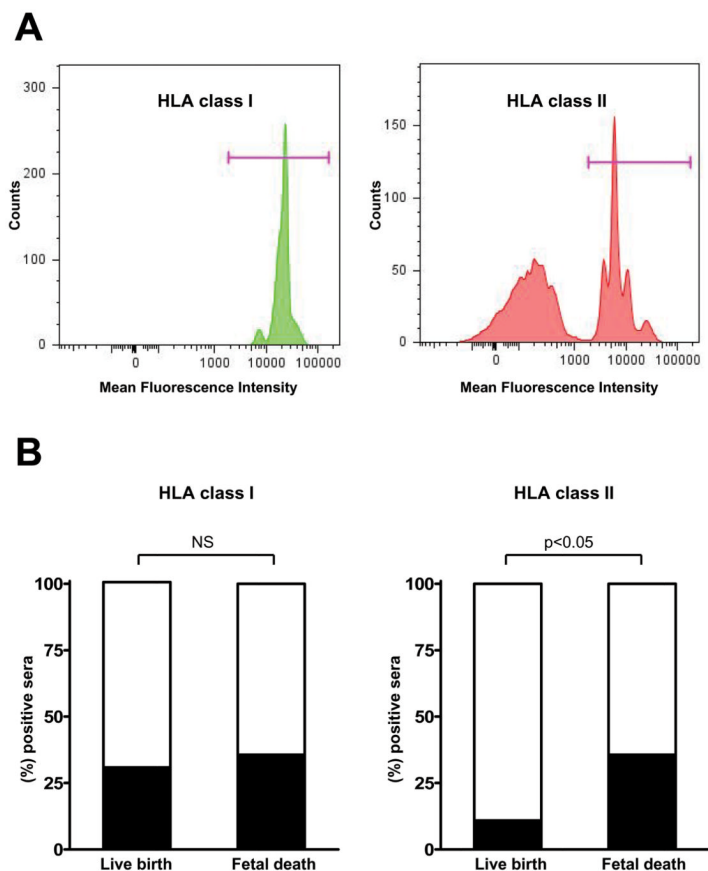 A
HLA class I
HLA class II
300
200
100
0
Counts
0 1000 10000 100000
Mean Fluorescence Intensity
150
100
50
0
Counts
0 1000 10000 100000
Mean Fluorescence Intensity
B
HLA class I
HLA class II
NS
p<0.05
100
75
50
25
0
(%) positive sera
Live birth Fetal death
100
75
50
25
0
(%) positive sera
Live birth Fetal death